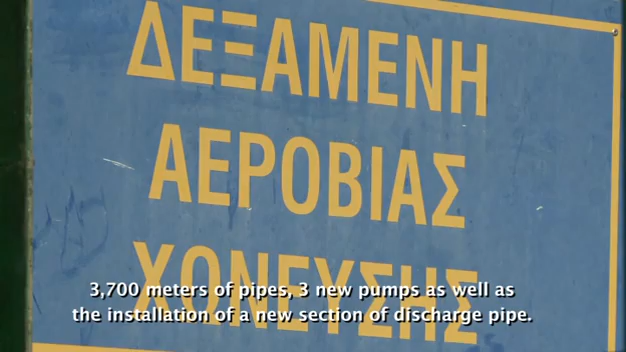 ΔΕΞΑΜΕΝΗ
ΑΕΡΟΒΙΑΣ
ΧΩΝΕΥΣΗΣ
3,700 meters of pipes, 3 new pumps as well as
the installation of a new section of discharge pipe.